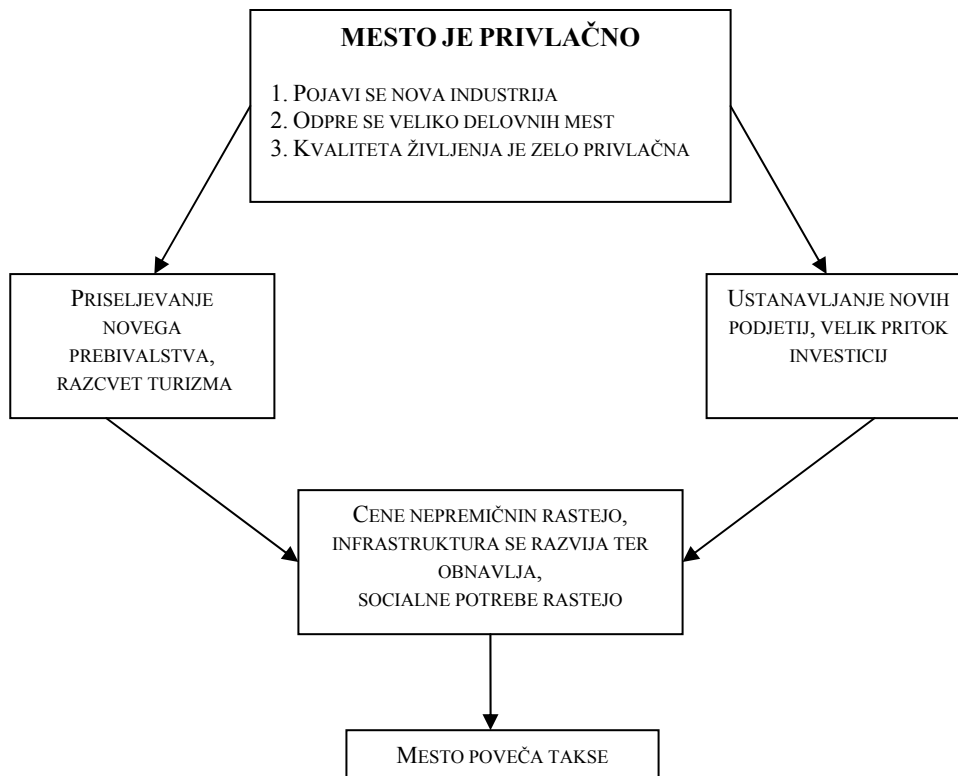 MESTO JE PRIVLAČNO
1. POJAVI SE NOVA INDUSTRIJA
2. ODPRE SE VELIKO DELOVNIH MEST
3. KVALITETA ŽIVLJENJA JE ZELO PRIVLAČNA
PRISELJEVANJE
NOVEGA
PREBIVALSTVA,
RAZCVET TURIZMA
USTANAVLJANJE NOVIH
PODJETIJ, VELIK PRITOK
INVESTICIJ
CENE NEPREMIČNIN RASTEJO,
INFRASTRUKTURA SE RAZVIJA TER
OBNAVLJA,
SOCIALNE POTREBE RASTEJO
MESTO POVEČA TAKSE